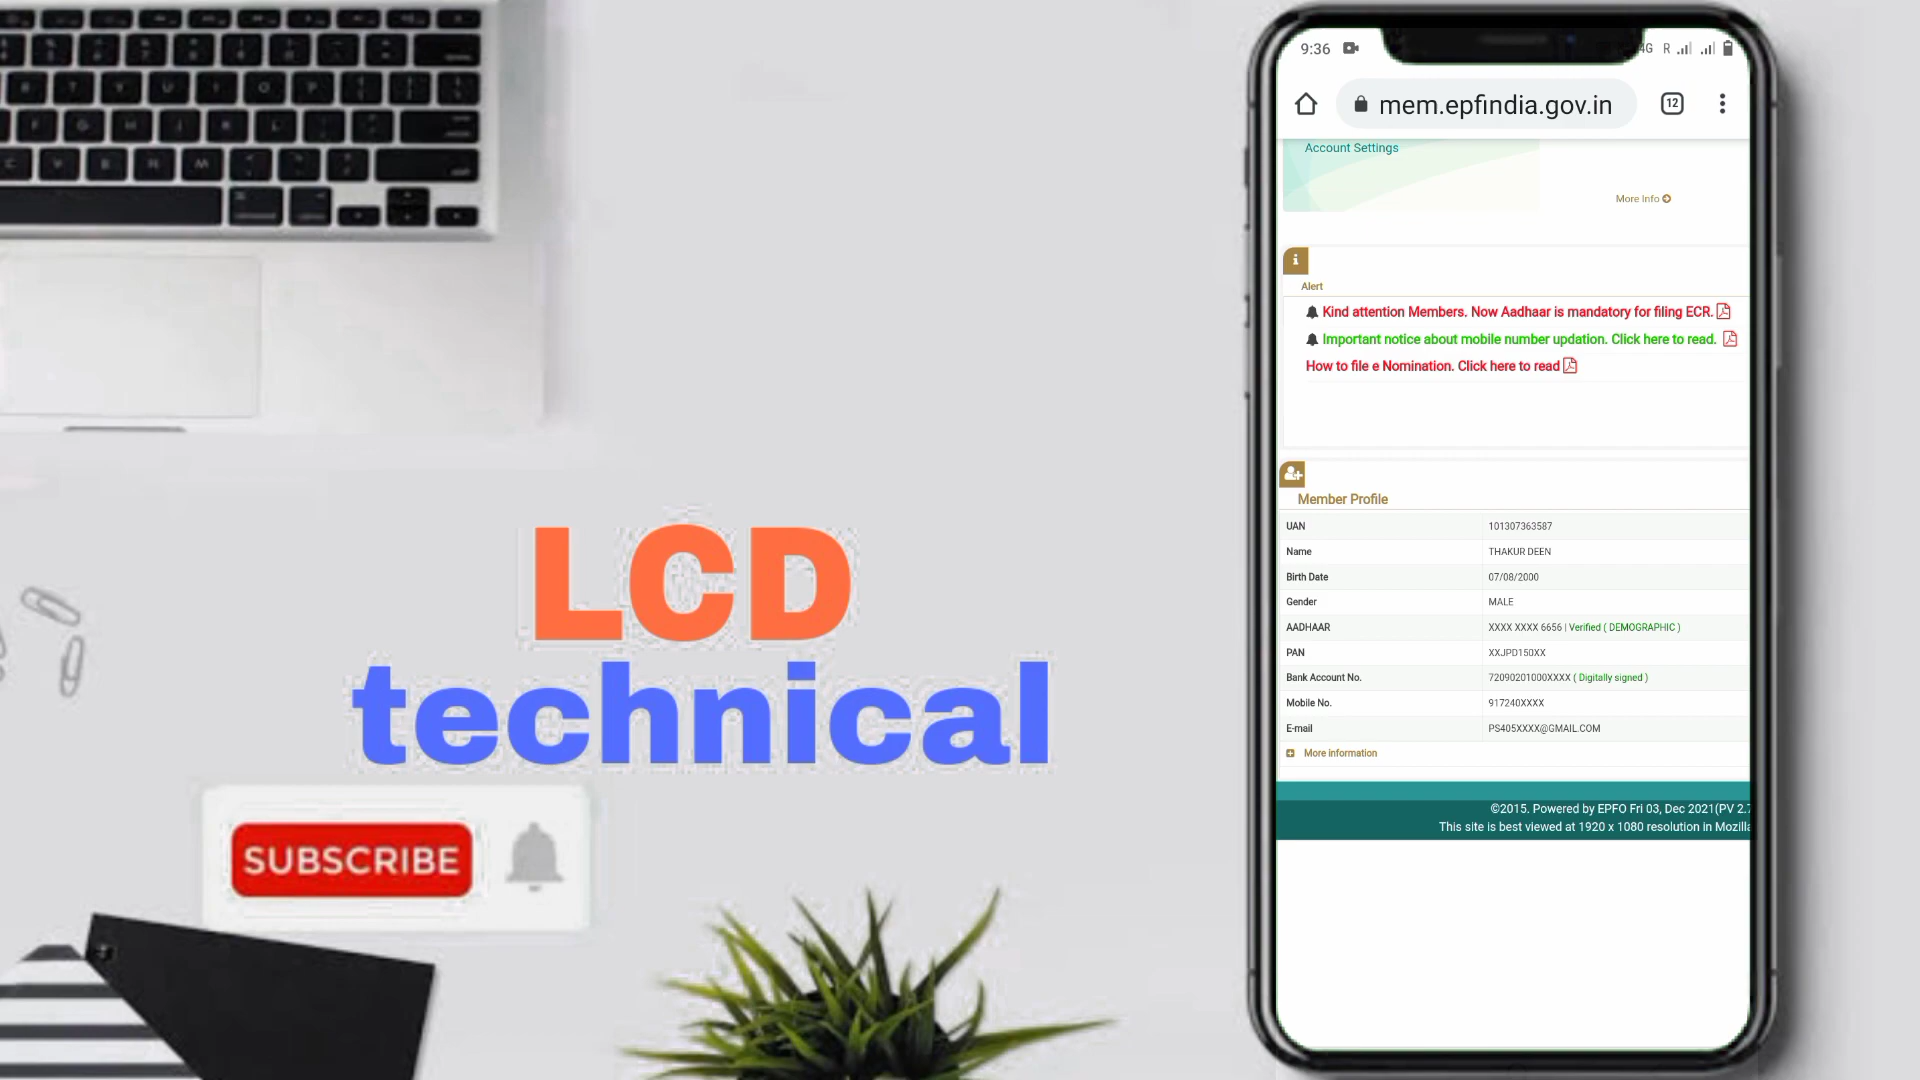 LCD
technical
SUBSCRIBE
9:36
4G R
mem.epfindia.gov.in
12
Account Settings
More Info
Alert
Kind attention Members. Now Aadhaar is mandatory for filing ECR.
Important notice about mobile number updation. Click here to read.
How to file e Nomination. Click here to read
Member Profile
UAN 101307363587
Name THAKUR DEEN
Birth Date 07/08/2000
Gender MALE
AADHAAR XXXX XXXX 6656 | Verified ( DEMOGRAPHIC )
PAN XXJPD150XX
Bank Account No. 72090201000XXXX ( Digitally signed )
Mobile No. 917240XXXX
E-mail PS405XXXX@GMAIL.COM
More information
©2015. Powered by EPFO Fri 03, Dec 2021(PV 2.7
This site is best viewed at 1920 x 1080 resolution in Mozilla